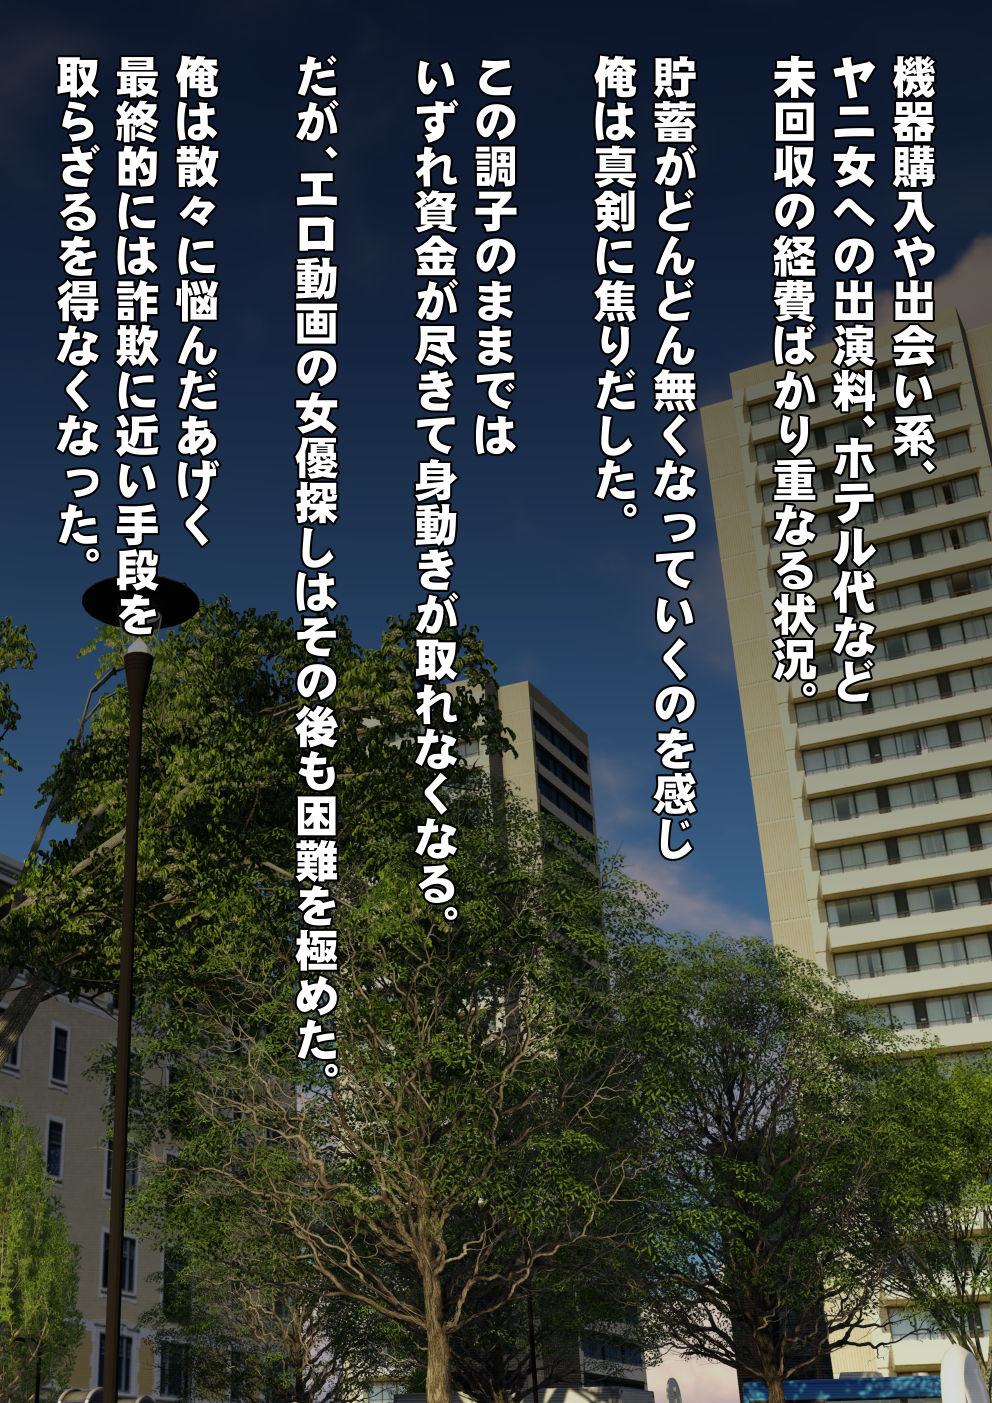 機器購入や出会い系、
ヤニ女への出演料、ホテル代など
未回収の経費ばかり重なる状況。
貯蓄がどんどん無くなっていくのを感じ
俺は真剣に焦りだした。
この調子のままでは
いずれ資金が尽きて身動きが取れなくなる。
だが、エロ動画の女優探しはその後も困難を極めた。
俺は散々に悩んだあげく
最終的には詐欺に近い手段を
取らざるを得なくなった。